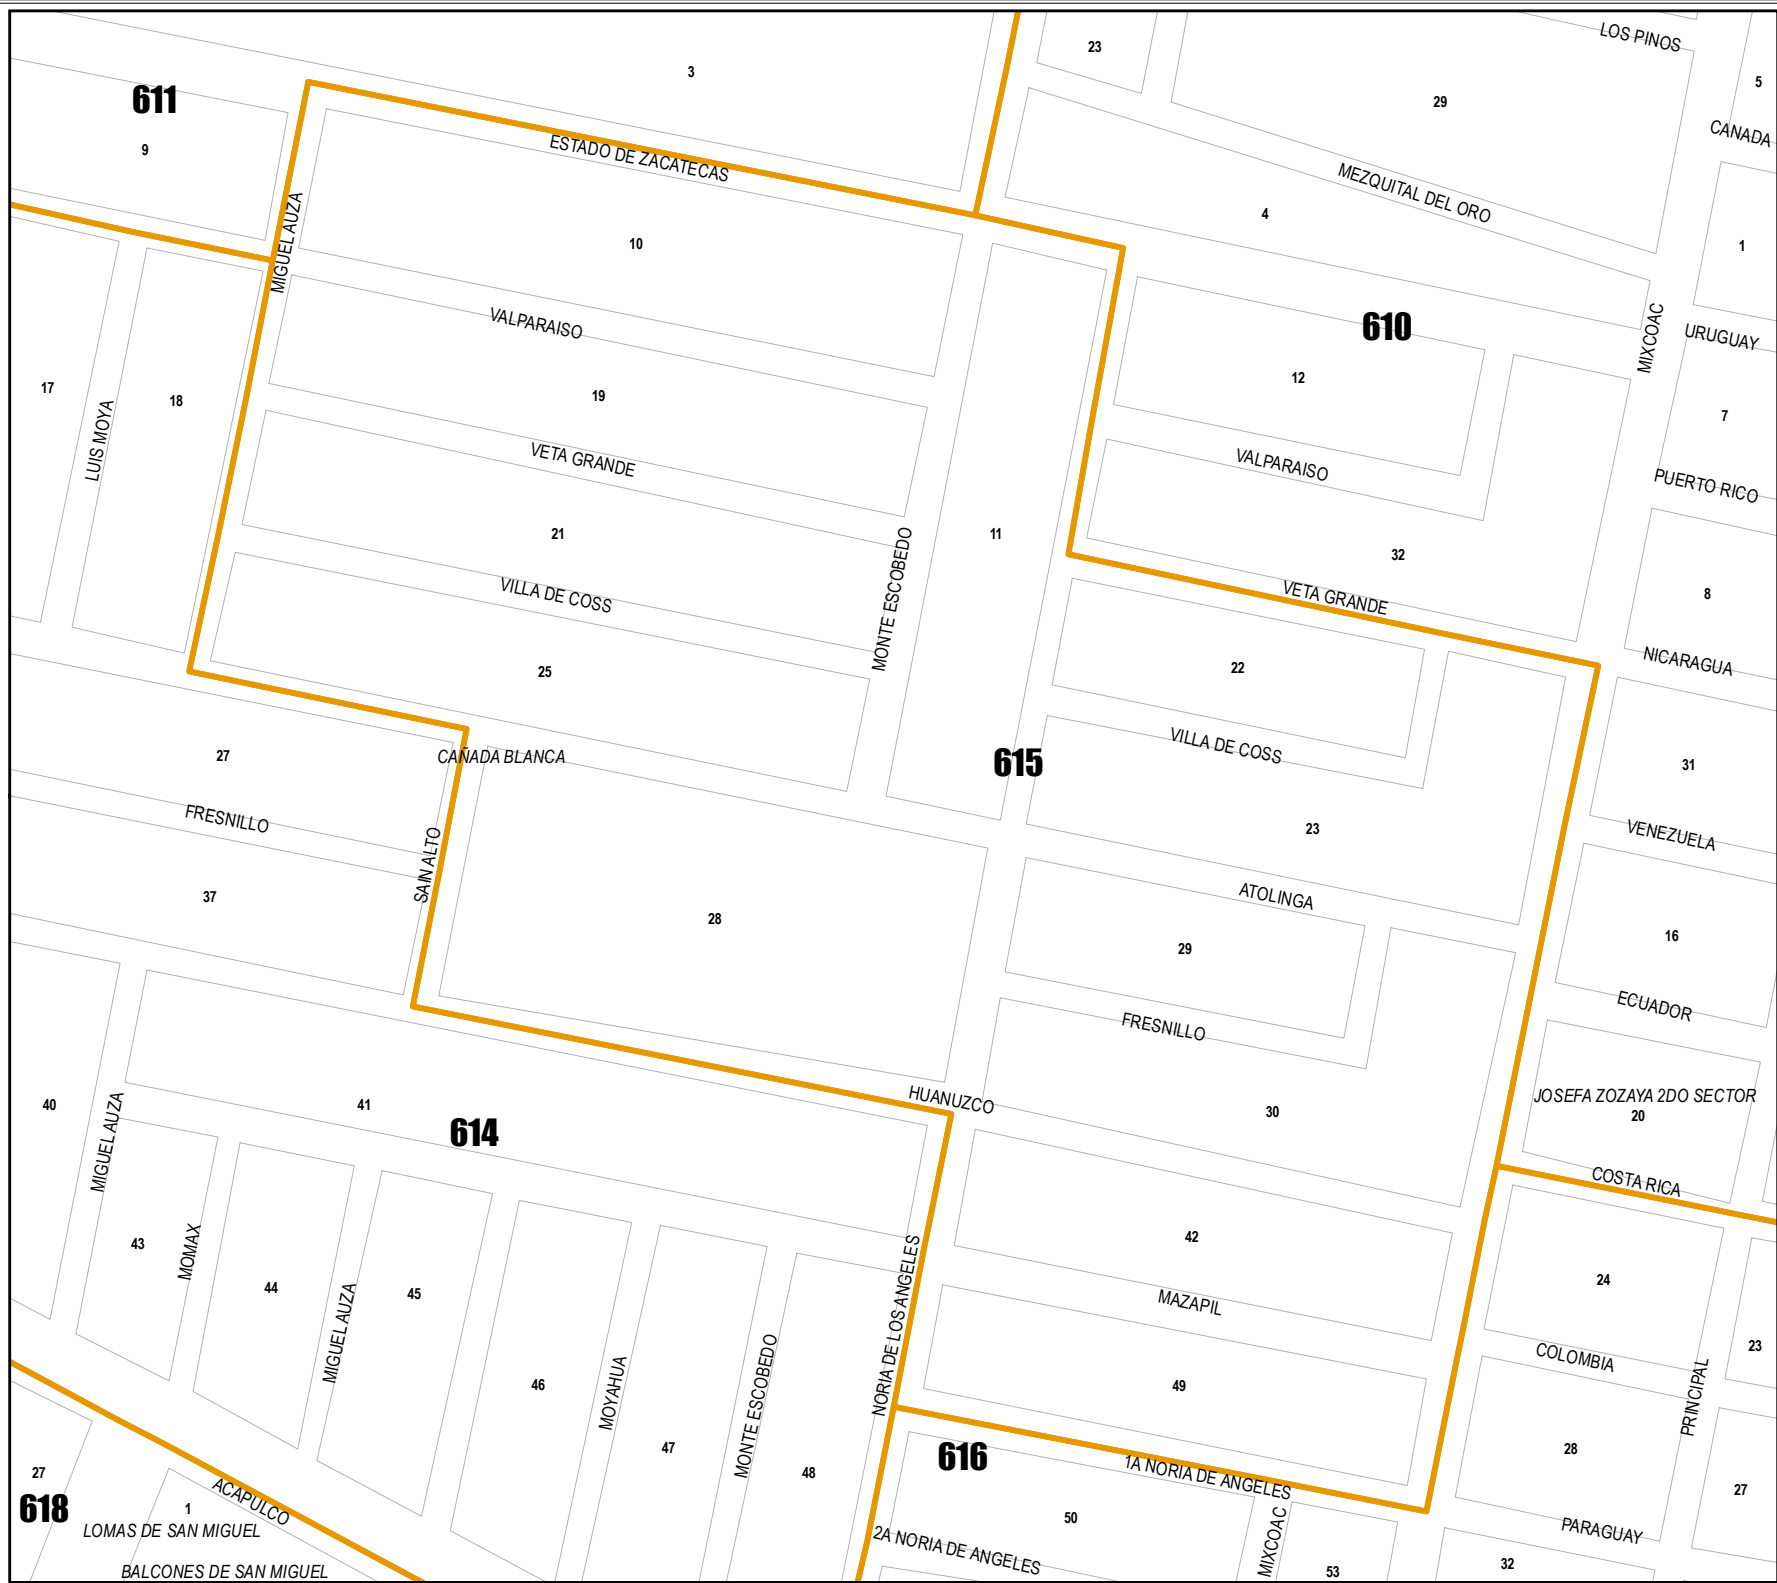 LOS PINOS
23
3
5
611
29
CANADA
9
ESTADO DE ZACATECAS
MEZQUITAL DEL ORO
4
MIGUEL AUZA
10
1
VALPARAISO
610
MIXCOAC
URUGUAY
12
17
18
19
7
LUIS MOYA
VETA GRANDE
VALPARAISO
PUERTO RICO
21
11
32
MONTE ESCOBEDO
VILLA DE COSS
VETA GRANDE
8
25
22
NICARAGUA
27
CAÑADA BLANCA
615
VILLA DE COSS
31
FRESNILLO
SAIN ALTO
23
VENEZUELA
37
28
ATOLINGA
29
16
FRESNILLO
ECUADOR
40
41
HUANUZCO
30
JOSEFA ZOZAYA 2DO SECTOR
20
MIGUEL AUZA
614
COSTA RICA
43
MOMAX
42
44
45
24
MIGUEL AUZA
NORIA DE LOS ANGELES
MAZAPIL
COLOMBIA
23
46
MOYAHUA
MONTE ESCOBEDO
49
PRINCIPAL
47
48
616
28
27
1A NORIA DE ANGELES
27
618
1
ACAPULCO
50
LOMAS DE SAN MIGUEL
2A NORIA DE ANGELES
MIXCOAC
PARAGUAY
BALCONES DE SAN MIGUEL
53
32